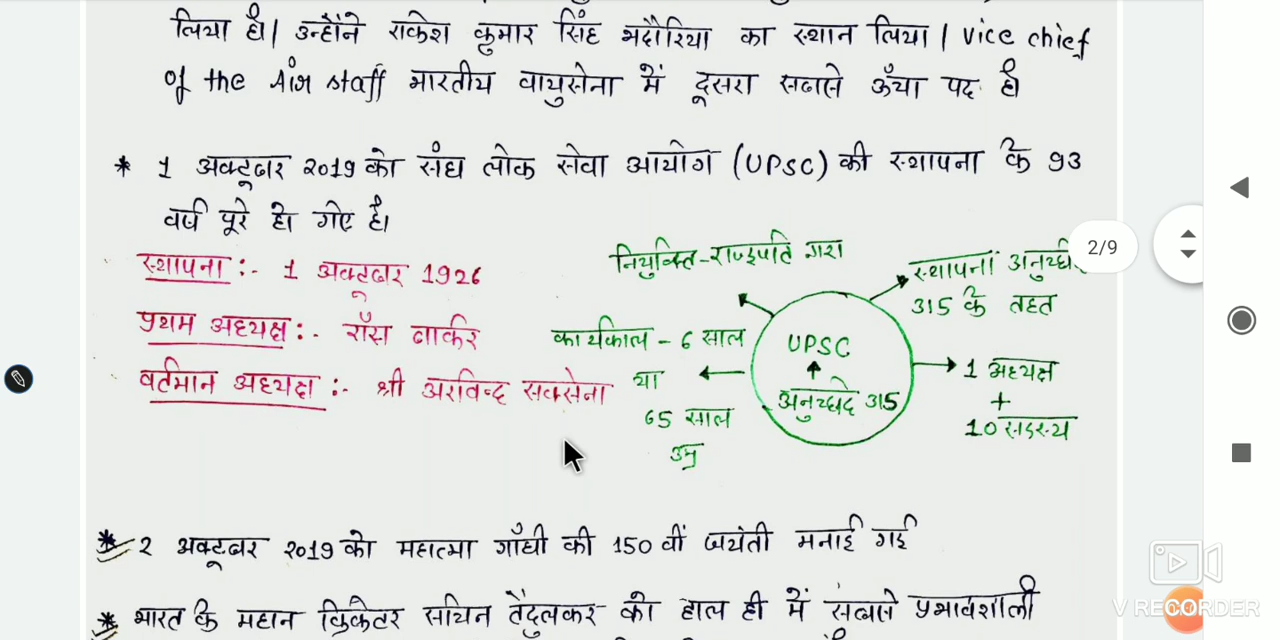 लिया है। उन्होंने राकेश कुमार सिंह भदौरिया का स्थान लिया। Vice chief
of the Air staff भारतीय वायुसेना में दूसरा सबसे ऊँचा पद है
* 1 अक्टूबर 2019 को संघ लोक सेवा आयोग (UPSC) की स्थापना के 93
वर्ष पूरे हो गए है।
स्थापना :- 1 अक्टूबर 1926
प्रथम अध्यक्ष :- रॉस बार्कर
वर्तमान अध्यक्ष :- श्री अरविन्द सक्सेना
नियुक्ति - राष्ट्रपति द्वारा
कार्यकाल - 6 साल
या
65 साल
उम्र
UPSC
अनुच्छेद 315
स्थापना अनुच्छेद
315 के तहत
1 अध्यक्ष
+
10 सदस्य
2/9
* 2 अक्टूबर 2019 को महात्मा गाँधी की 150 वीं जयंती मनाई गई
* भारत के महान क्रिकेटर सचिन तेंदुलकर को हाल ही में सबसे प्रभावशाली
V RECORDER